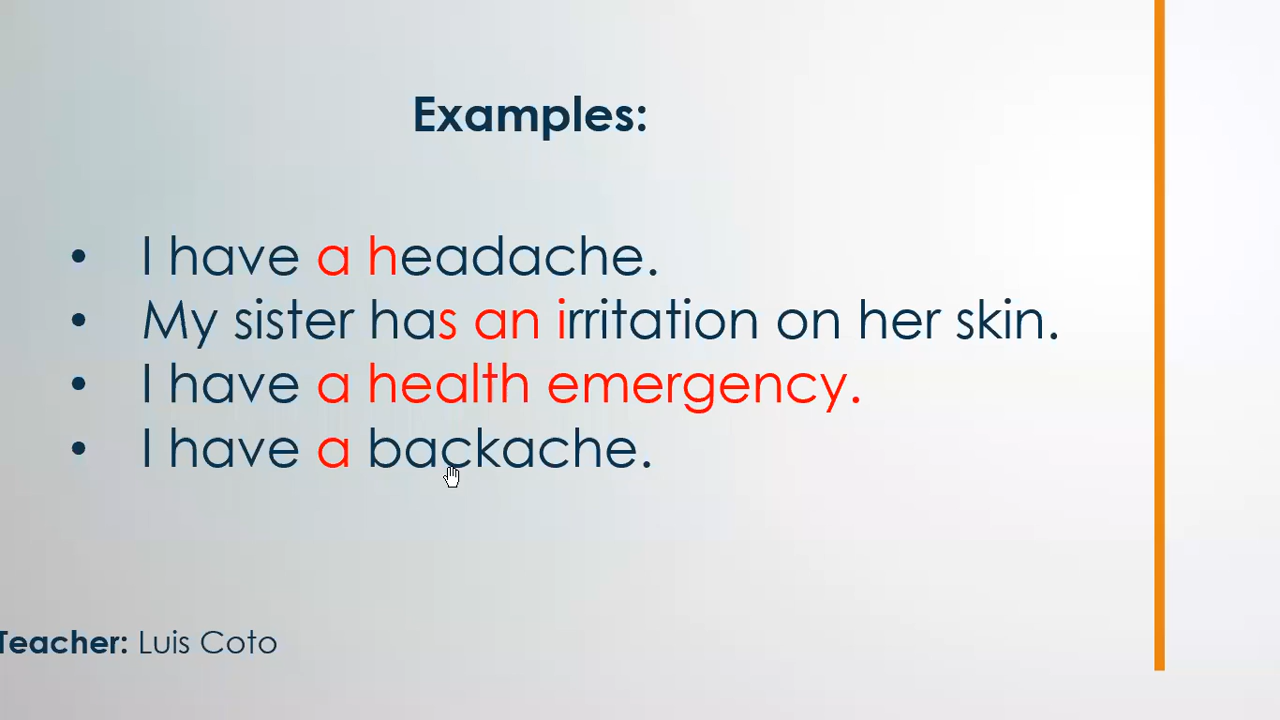 Examples:
• I have a headache.
• My sister has an irritation on her skin.
• I have a health emergency.
• I have a backache.
Teacher: Luis Coto